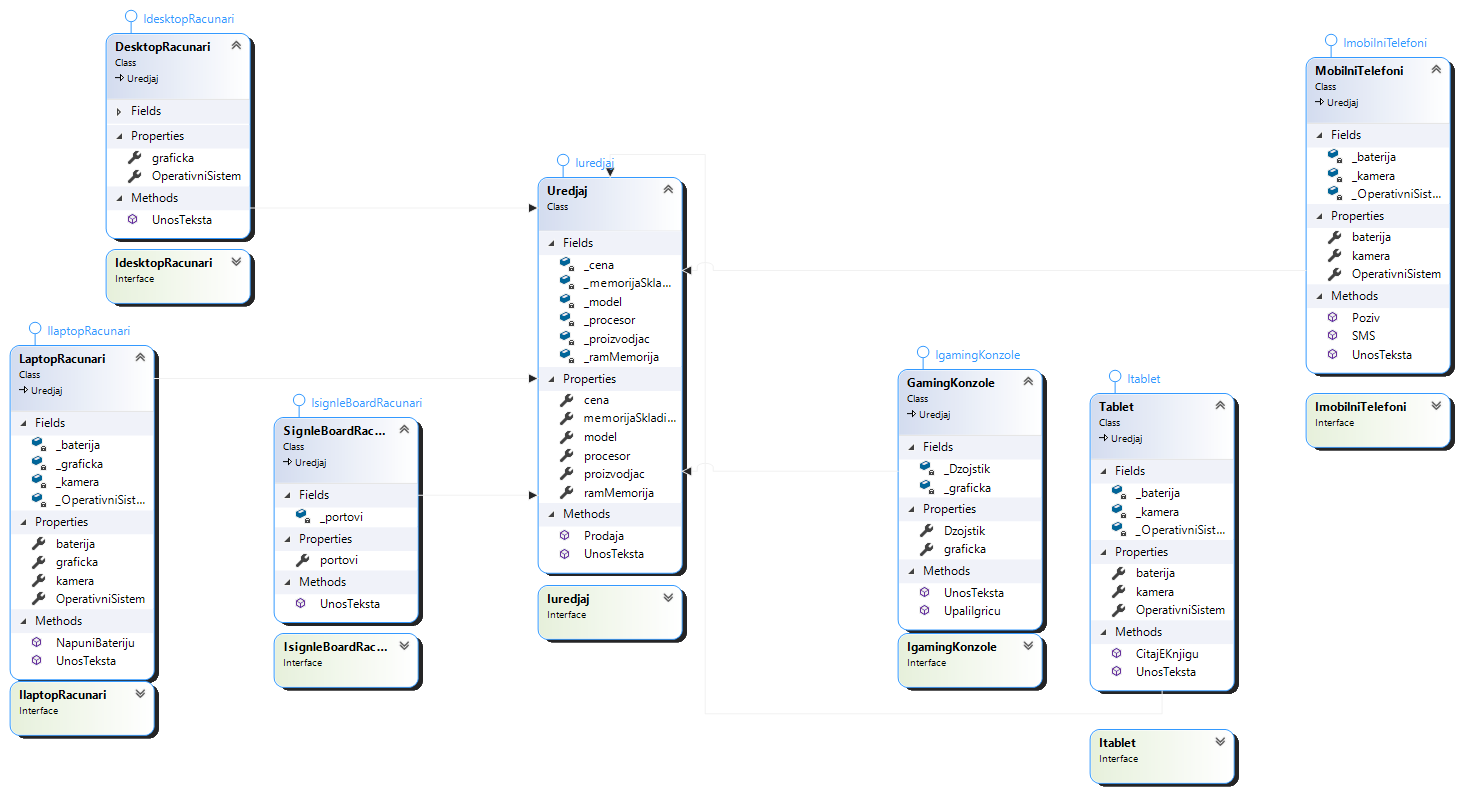 IdesktopRacunari
DesktopRacunari
Class
Uredjaj
Fields
Properties
graficka
OperativniSistem
Methods
UnosTeksta
IdesktopRacunari
Interface
IlaptopRacunari
LaptopRacunari
Class
Uredjaj
Fields
_baterija
_graficka
_kamera
_OperativniSist...
Properties
baterija
graficka
kamera
OperativniSistem
Methods
NapuniBateriju
UnosTeksta
IlaptopRacunari
Interface
IsignleBoardRacunari
SignleBoardRac...
Class
Uredjaj
Fields
_portovi
Properties
portovi
Methods
UnosTeksta
IsignleBoardRac...
Interface
Iuredjaj
Uredjaj
Class
Fields
_cena
_memorijaSkla...
_model
_procesor
_proizvodjac
_ramMemorija
Properties
cena
memorijaSkladi...
model
procesor
proizvodjac
ramMemorija
Methods
Prodaja
UnosTeksta
Iuredjaj
Interface
IgamingKonzole
GamingKonzole
Class
Uredjaj
Fields
_Dzojstik
_graficka
Properties
Dzojstik
graficka
Methods
UnosTeksta
UpaliIgricu
IgamingKonzole
Interface
Itablet
Tablet
Class
Uredjaj
Fields
_baterija
_kamera
_OperativniSist...
Properties
baterija
kamera
OperativniSistem
Methods
CitajEKnjigu
UnosTeksta
Itablet
Interface
ImobilniTelefoni
MobilniTelefoni
Class
Uredjaj
Fields
_baterija
_kamera
_OperativniSist...
Properties
baterija
kamera
OperativniSistem
Methods
Poziv
SMS
UnosTeksta
ImobilniTelefoni
Interface